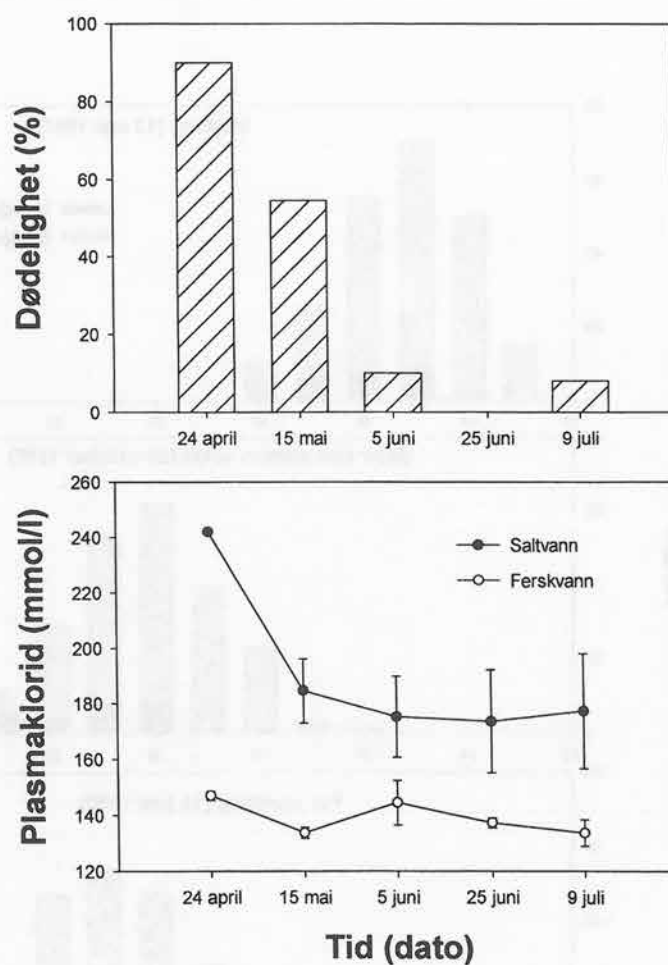 Dødelighet (%)
100
80
60
40
20
0
24 april 15 mai 5 juni 25 juni 9 juli
Plasmaklorid (mmol/l)
260
240
220
200
180
160
140
120
Saltvann
Ferskvann
24 april 15 mai 5 juni 25 juni 9 juli
Tid (dato)